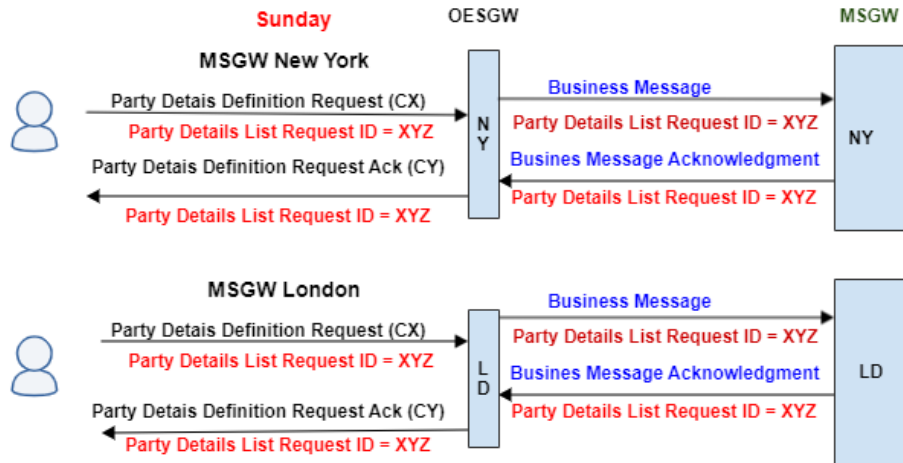 Sunday
OESGW
MSGW
MSGW New York
Party Detais Definition Request (CX)
Party Details List Request ID = XYZ
Party Detais Definition Request Ack (CY)
Party Details List Request ID = XYZ
N
Y
Business Message
Party Details List Request ID = XYZ
Busines Message Acknowledgment
Party Details List Request ID = XYZ
NY
MSGW London
Party Detais Definition Request (CX)
Party Details List Request ID = XYZ
Party Detais Definition Request Ack (CY)
Party Details List Request ID = XYZ
L
D
Business Message
Party Details List Request ID = XYZ
Busines Message Acknowledgment
Party Details List Request ID = XYZ
LD